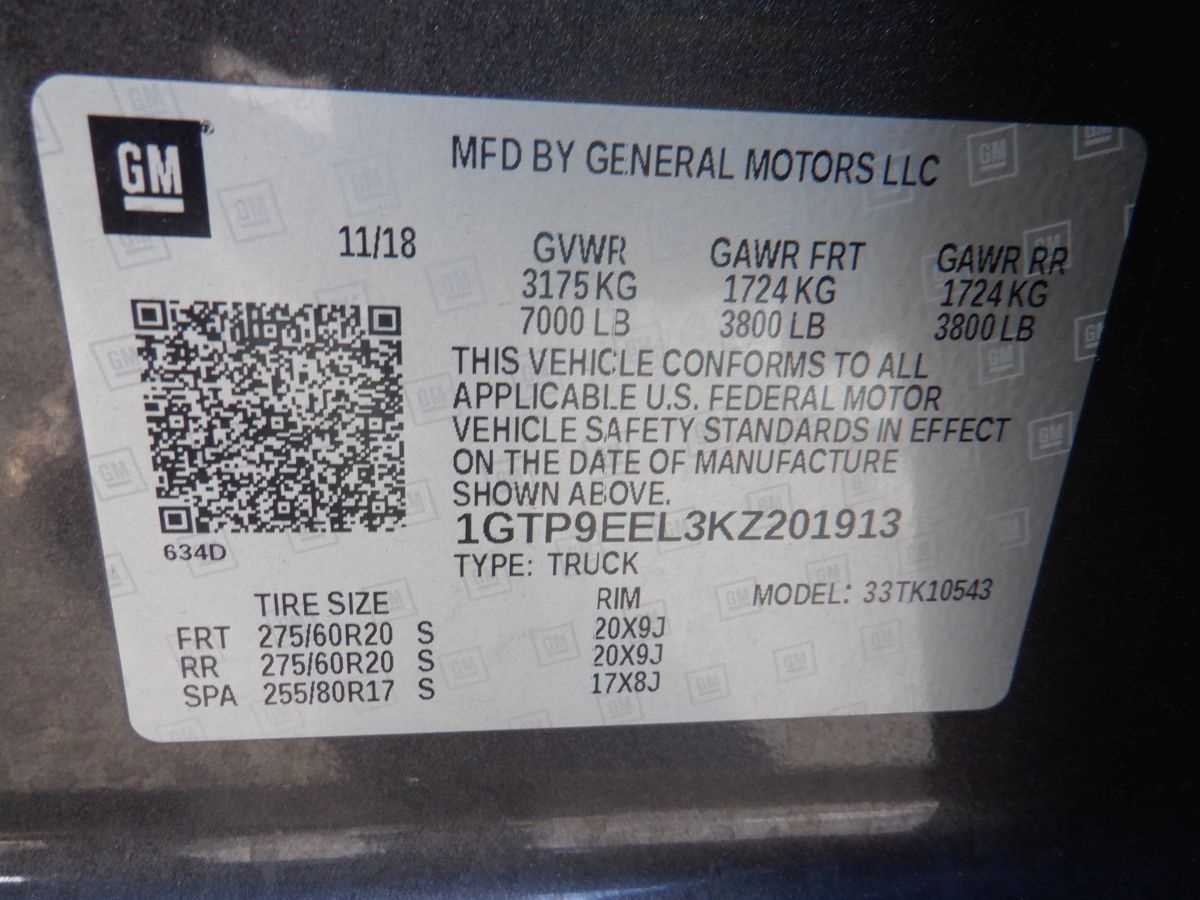 GM
MFD BY GENERAL MOTORS LLC
11/18
GVWR GAWR FRT GAWR RR
3175 KG 1724 KG 1724 KG
7000 LB 3800 LB 3800 LB
THIS VEHICLE CONFORMS TO ALL
APPLICABLE U.S. FEDERAL MOTOR
VEHICLE SAFETY STANDARDS IN EFFECT
ON THE DATE OF MANUFACTURE
SHOWN ABOVE.
1GTP9EEL3KZ201913
634D
TYPE: TRUCK
MODEL: 33TK10543
TIRE SIZE RIM
FRT 275/60R20 S 20X9J
RR 275/60R20 S 20X9J
SPA 255/80R17 S 17X8J